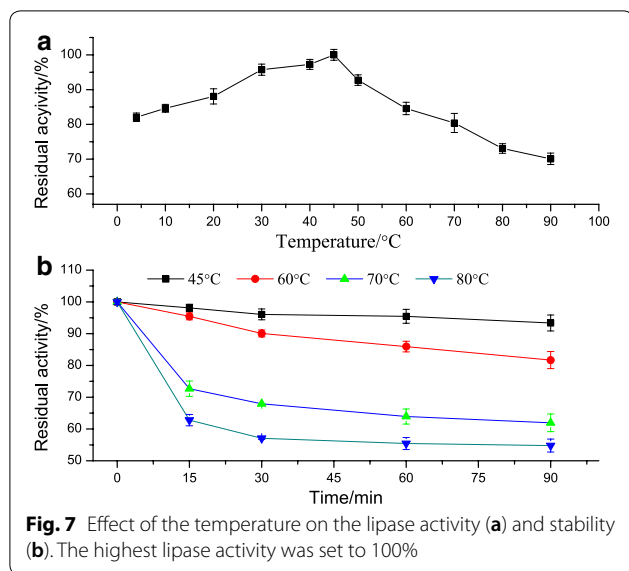 a
Residual acyivity/%
100
90
80
70
60
0 10 20 30 40 50 60 70 80 90 100
Temperature/°C
b
45°C 60°C 70°C 80°C
Residual activity/%
110
100
90
80
70
60
50
0 15 30 45 60 75 90
Time/min
Fig. 7 Effect of the temperature on the lipase activity (a) and stability
(b). The highest lipase activity was set to 100%